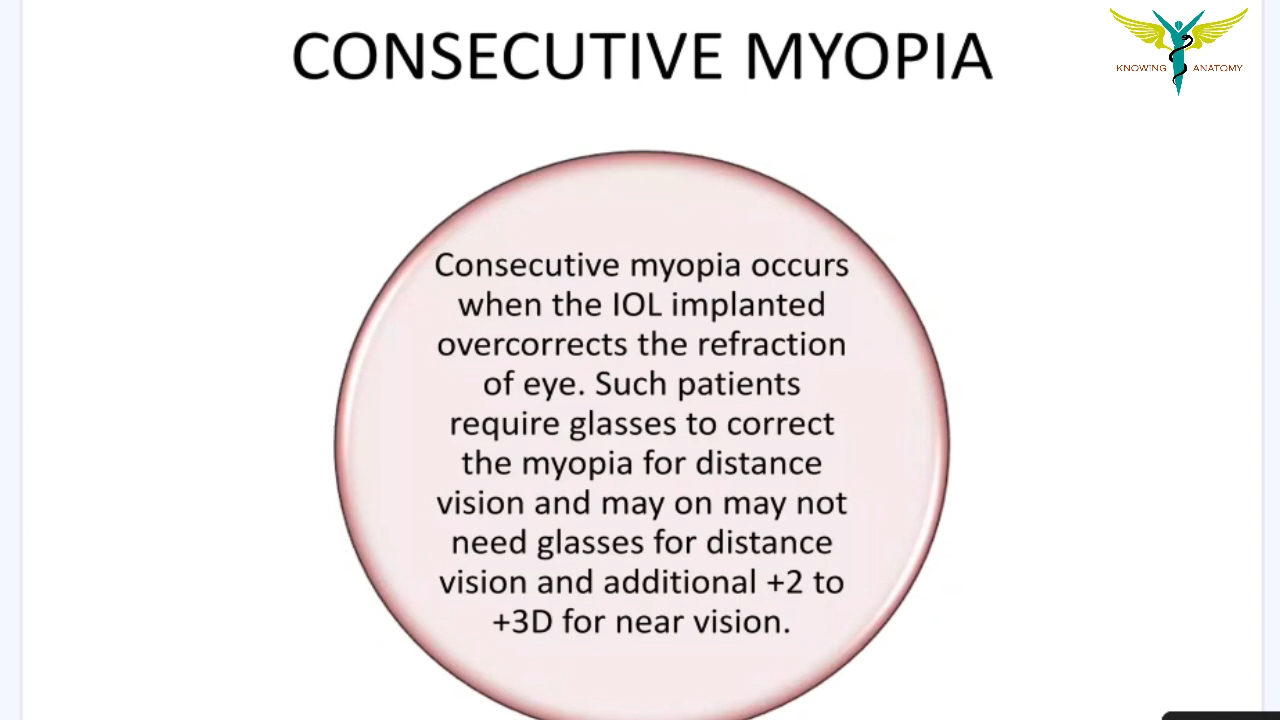 CONSECUTIVE MYOPIA
KNOWING ANATOMY
Consecutive myopia occurs
when the IOL implanted
overcorrects the refraction
of eye. Such patients
require glasses to correct
the myopia for distance
vision and may on may not
need glasses for distance
vision and additional +2 to
+3D for near vision.